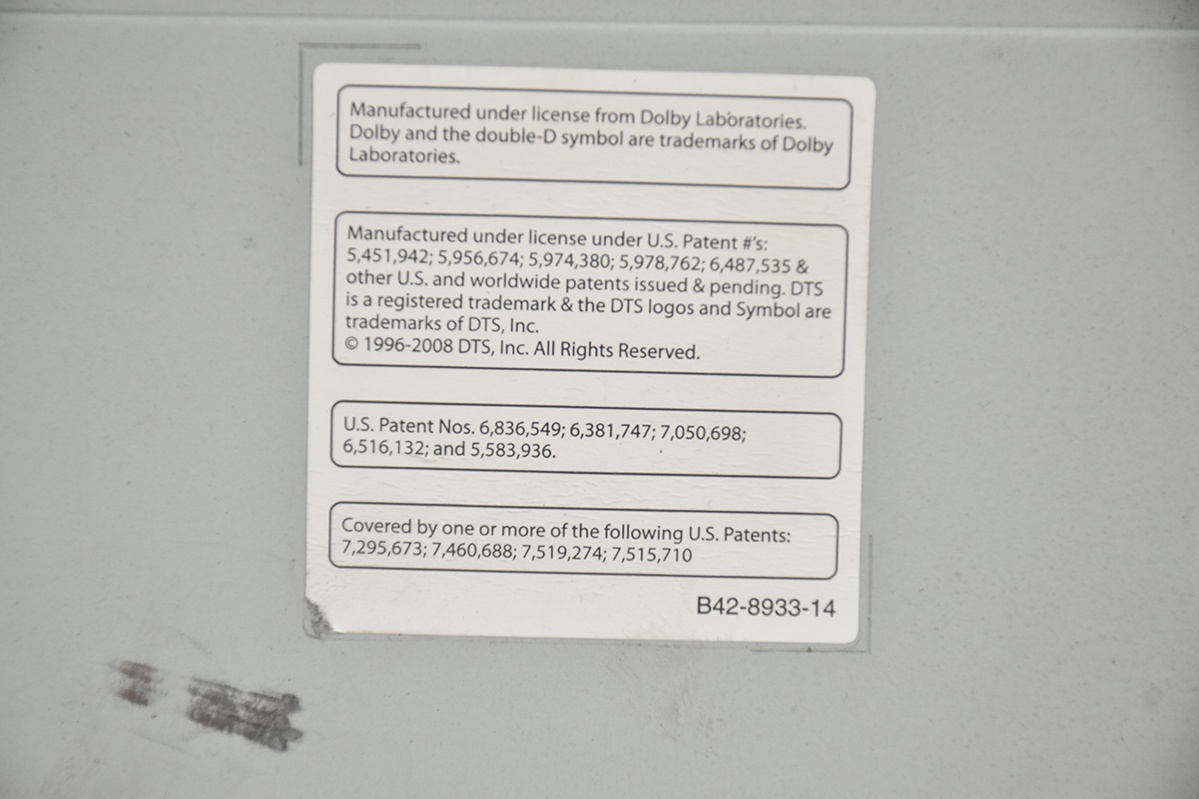 Manufactured under license from Dolby Laboratories.
Dolby and the double-D symbol are trademarks of Dolby
Laboratories.
Manufactured under license under U.S. Patent #'s:
5,451,942; 5,956,674; 5,974,380; 5,978,762; 6,487,535 &
other U.S. and worldwide patents issued & pending. DTS
is a registered trademark & the DTS logos and Symbol are
trademarks of DTS, Inc.
© 1996-2008 DTS, Inc. All Rights Reserved.
U.S. Patent Nos. 6,836,549; 6,381,747; 7,050,698;
6,516,132; and 5,583,936.
Covered by one or more of the following U.S. Patents:
7,295,673; 7,460,688; 7,519,274; 7,515,710
B42-8933-14